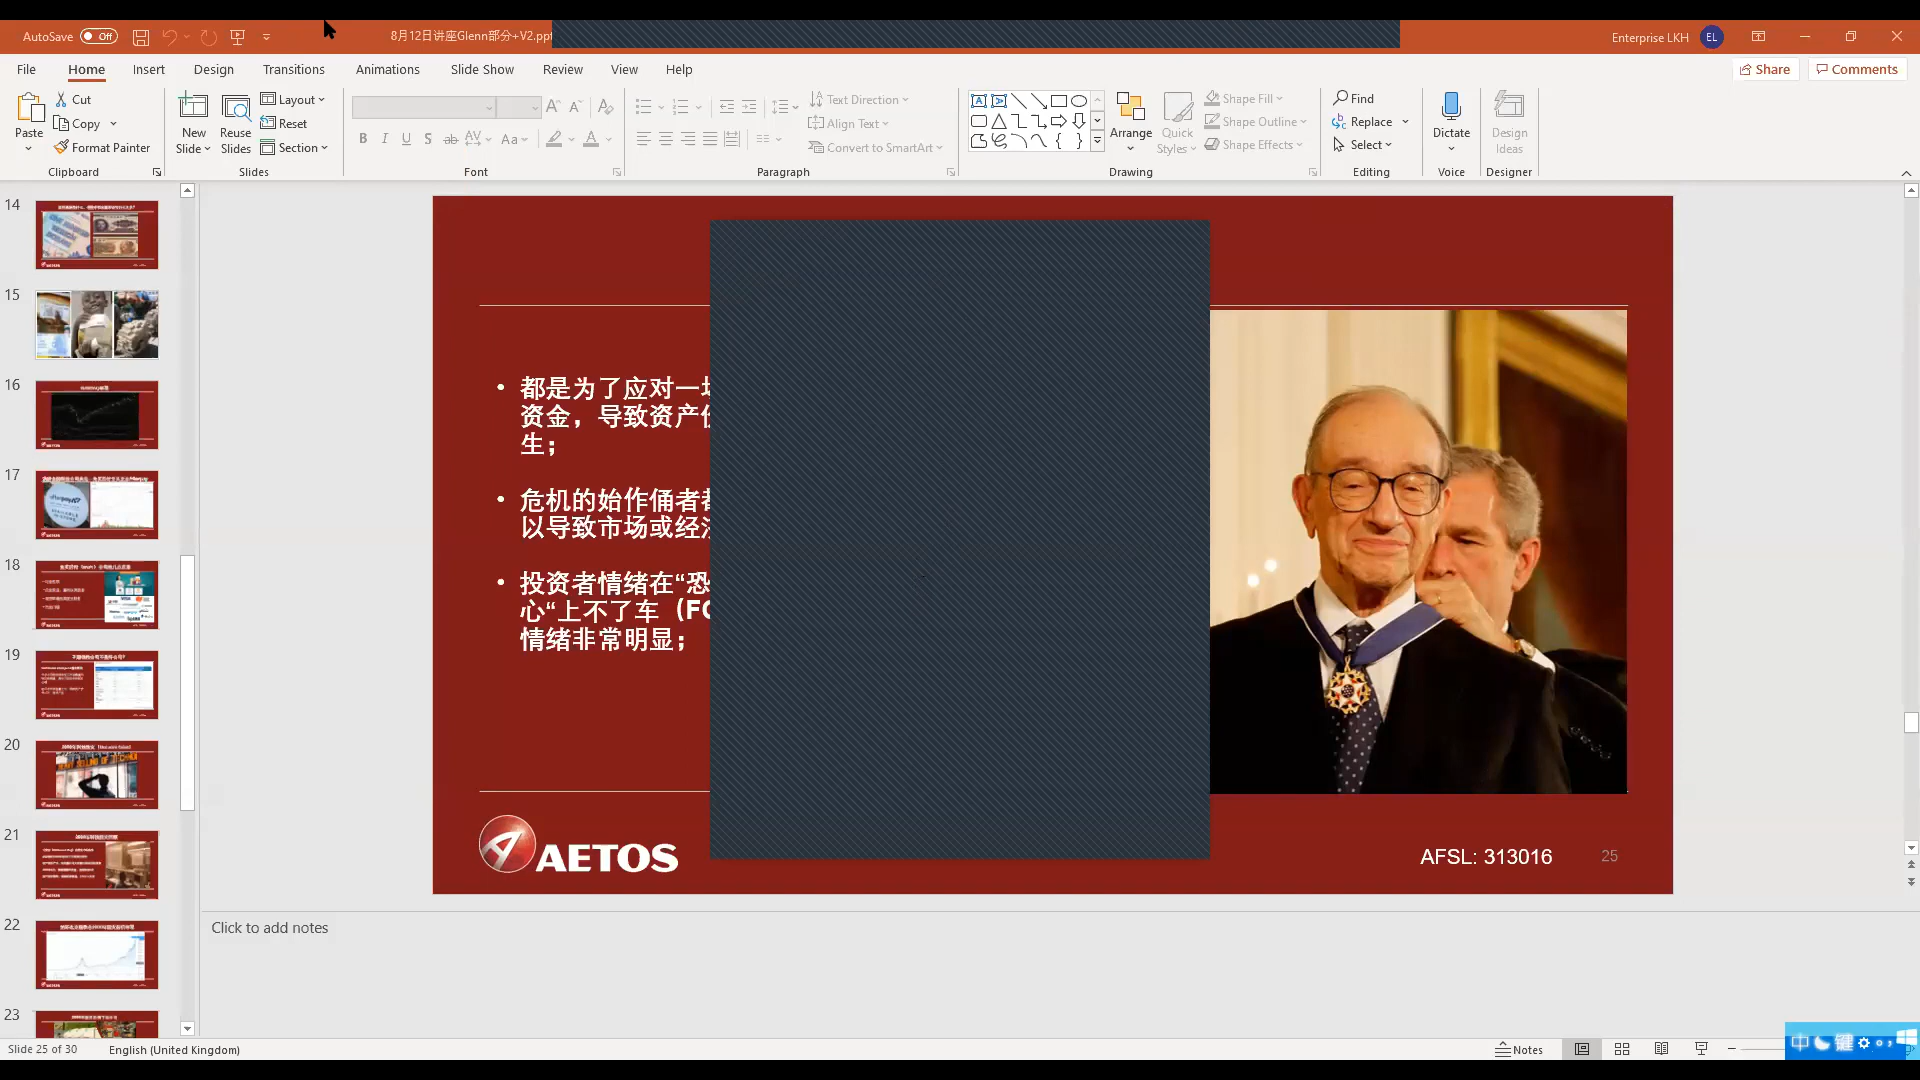 AutoSave Off
8月12日讲座Glenn部分+V2.ppt
Enterprise LKH EL
File Home Insert Design Transitions Animations Slide Show Review View Help
Share Comments
Paste
Cut
Copy
Format Painter
Clipboard
New Slide
Reuse Slides
Layout
Reset
Section
Slides
Font
Text Direction
Align Text
Convert to SmartArt
Paragraph
Arrange
Quick Styles
Shape Fill
Shape Outline
Shape Effects
Drawing
Find
Replace
Select
Editing
Dictate
Voice
Design Ideas
Designer
14
15
16
17
18
19
20
21
22
23
• 都是为了应对一
资金，导致资产
生；
• 危机的始作俑者
以导致市场或经
• 投资者情绪在“恐
心“上不了车（FO
情绪非常明显；
AETOS
AFSL: 313016
25
Click to add notes
Slide 25 of 30 English (United Kingdom)
Notes
中 键